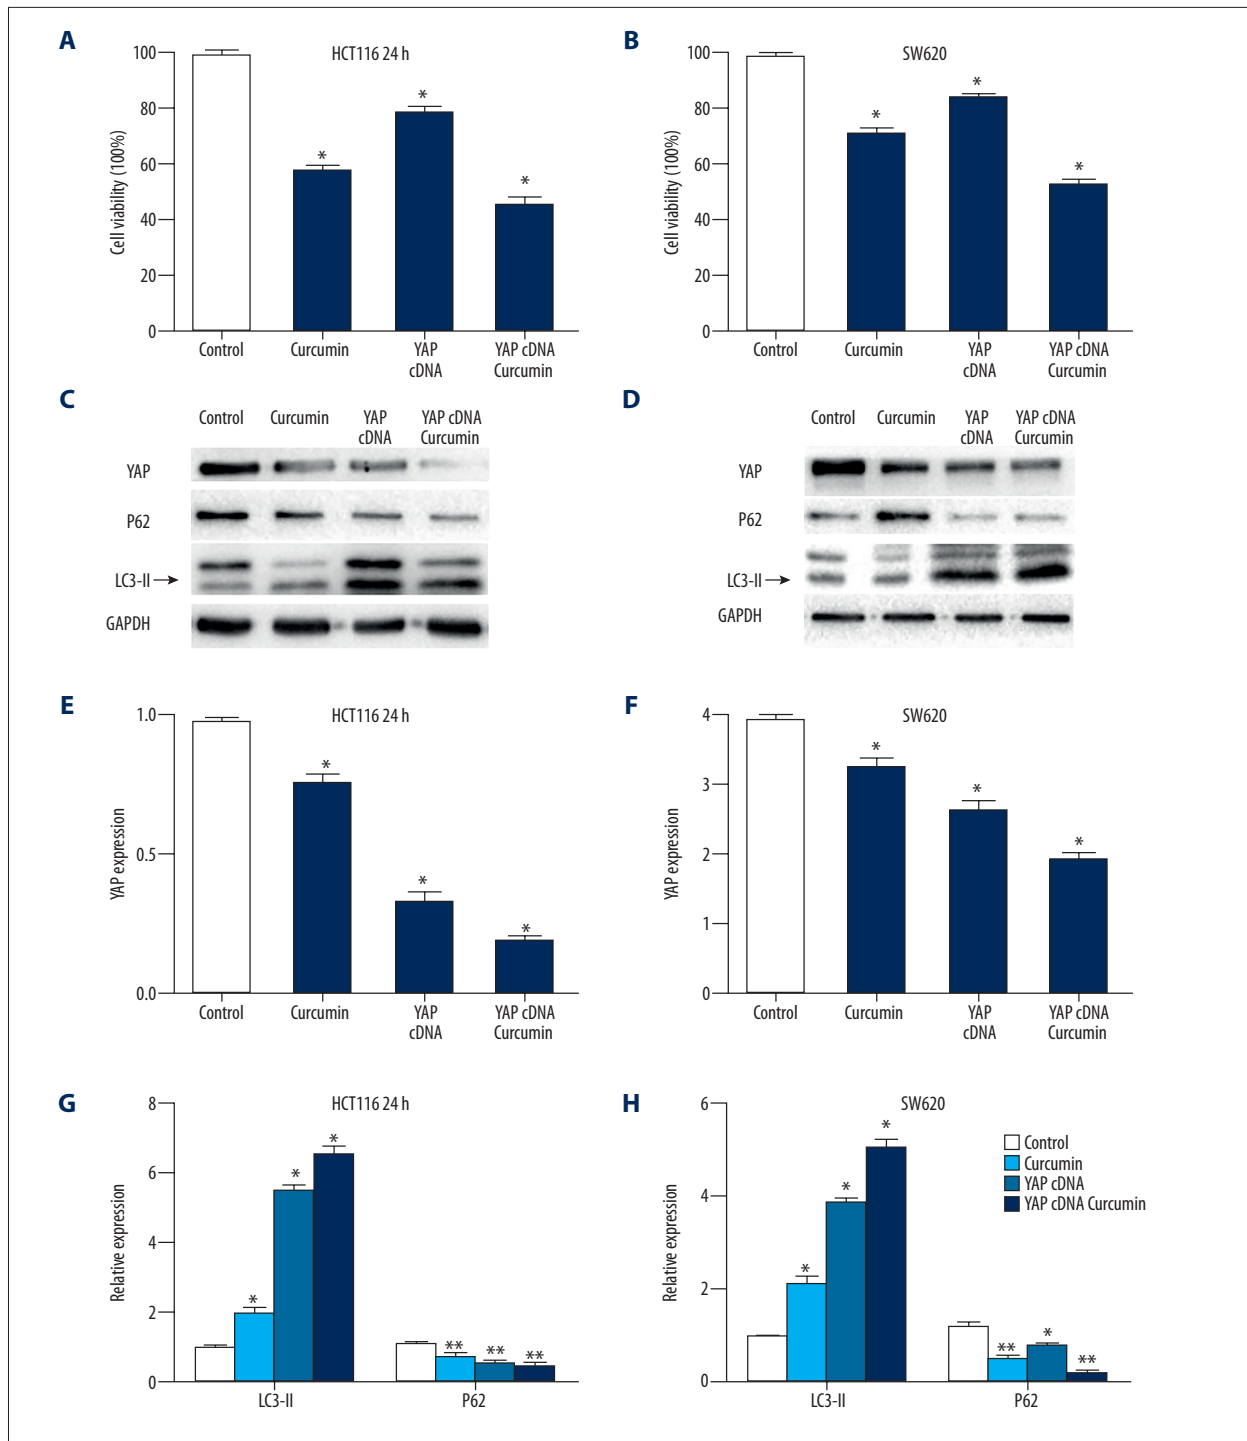 A
HCT116 24 h
Cell viability (100%)
100
80
60
40
20
0
*
*
*
Control
Curcumin
YAP
cDNA
YAP cDNA
Curcumin
B
SW620
Cell viability (100%)
100
80
60
40
20
0
*
*
*
Control
Curcumin
YAP
cDNA
YAP cDNA
Curcumin
C
Control
Curcumin
YAP
cDNA
YAP cDNA
Curcumin
YAP
P62
LC3-II
GAPDH
D
Control
Curcumin
YAP
cDNA
YAP cDNA
Curcumin
YAP
P62
LC3-II
GAPDH
E
HCT116 24 h
YAP expression
1.0
0.5
0.0
*
*
*
Control
Curcumin
YAP
cDNA
YAP cDNA
Curcumin
F
SW620
YAP expression
4
3
2
1
0
*
*
*
Control
Curcumin
YAP
cDNA
YAP cDNA
Curcumin
G
HCT116 24 h
Relative expression
8
6
4
2
0
*
*
*
**
**
**
LC3-II
P62
H
SW620
Relative expression
6
4
2
0
*
*
*
**
*
**
LC3-II
P62
Control
Curcumin
YAP cDNA
YAP cDNA Curcumin